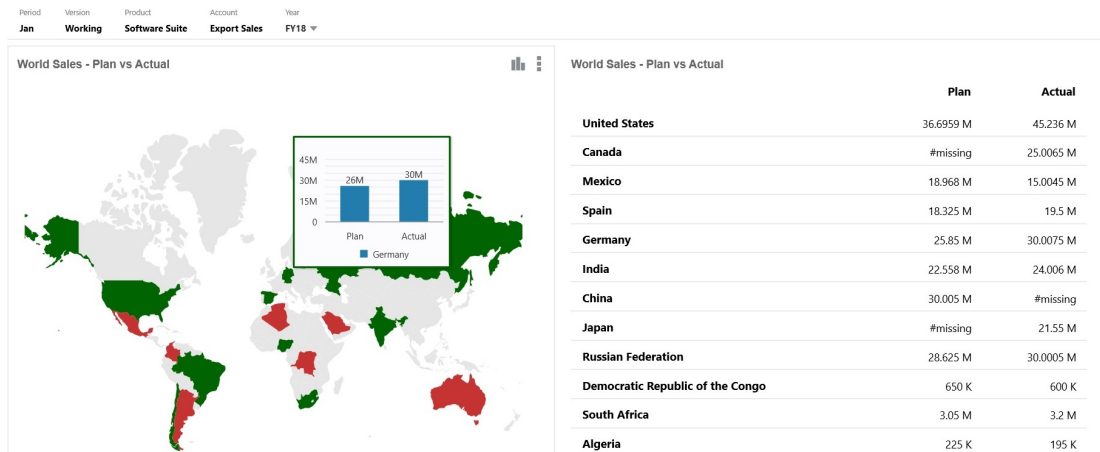 Period Version Product Account Year
Jan Working Software Suite Export Sales FY18
World Sales - Plan vs Actual
45M
30M
15M
0
26M
30M
Plan Actual
Germany
World Sales - Plan vs Actual
Plan Actual
United States 36.6959 M 45.236 M
Canada #missing 25.0065 M
Mexico 18.968 M 15.0045 M
Spain 18.325 M 19.5 M
Germany 25.85 M 30.0075 M
India 22.558 M 24.006 M
China 30.005 M #missing
Japan #missing 21.55 M
Russian Federation 28.625 M 30.0005 M
Democratic Republic of the Congo 650 K 600 K
South Africa 3.05 M 3.2 M
Algeria 225 K 195 K